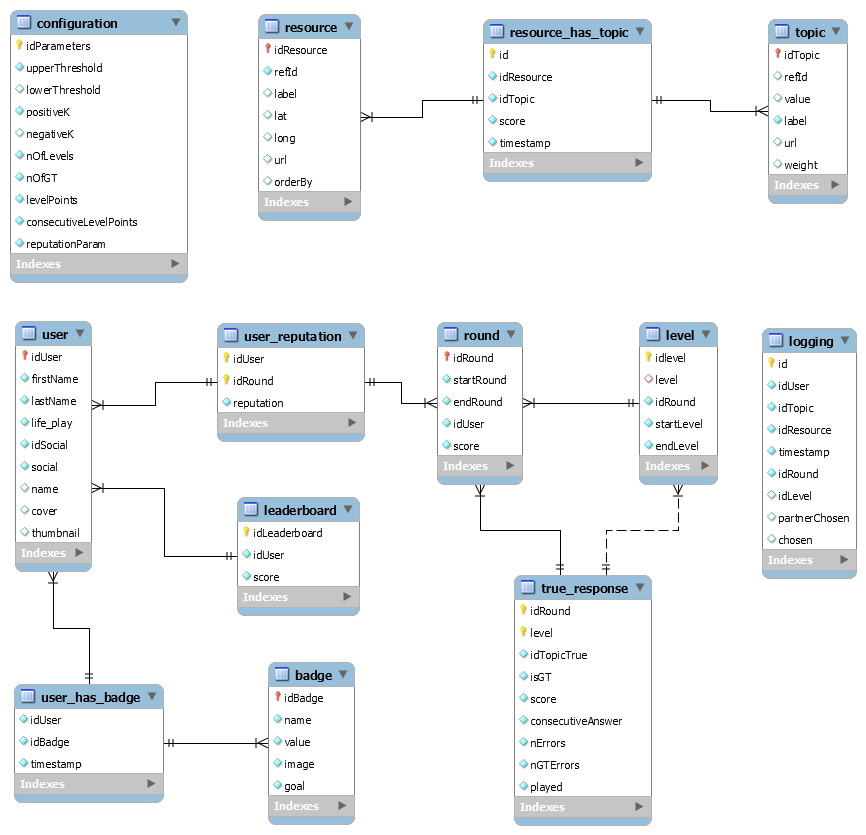 configuration
idParameters
upperThreshold
lowerThreshold
positiveK
negativeK
nOfLevels
nOfGT
levelPoints
consecutiveLevelPoints
reputationParam
Indexes
resource
idResource
refId
label
lat
long
url
orderBy
Indexes
resource_has_topic
id
idResource
idTopic
score
timestamp
Indexes
topic
idTopic
refId
value
label
url
weight
Indexes
user
idUser
firstName
lastName
life_play
idSocial
social
name
cover
thumbnail
Indexes
user_reputation
idUser
idRound
reputation
Indexes
round
idRound
startRound
endRound
idUser
score
Indexes
level
idlevel
level
idRound
startLevel
endLevel
Indexes
logging
id
idUser
idTopic
idResource
timestamp
idRound
idLevel
partnerChosen
chosen
Indexes
leaderboard
idLeaderboard
idUser
score
Indexes
true_response
idRound
level
idTopicTrue
isGT
score
consecutiveAnswer
nErrors
nGTErrors
played
Indexes
user_has_badge
idUser
idBadge
timestamp
Indexes
badge
idBadge
name
value
image
goal
Indexes